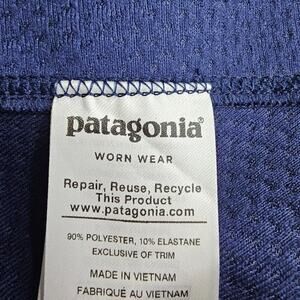 patagonia®
WORN WEAR
Repair, Reuse, Recycle
This Product
www.patagonia.com
90% POLYESTER, 10% ELASTANE
EXCLUSIVE OF TRIM
MADE IN VIETNAM
FABRIQUÉ AU VIETNAM